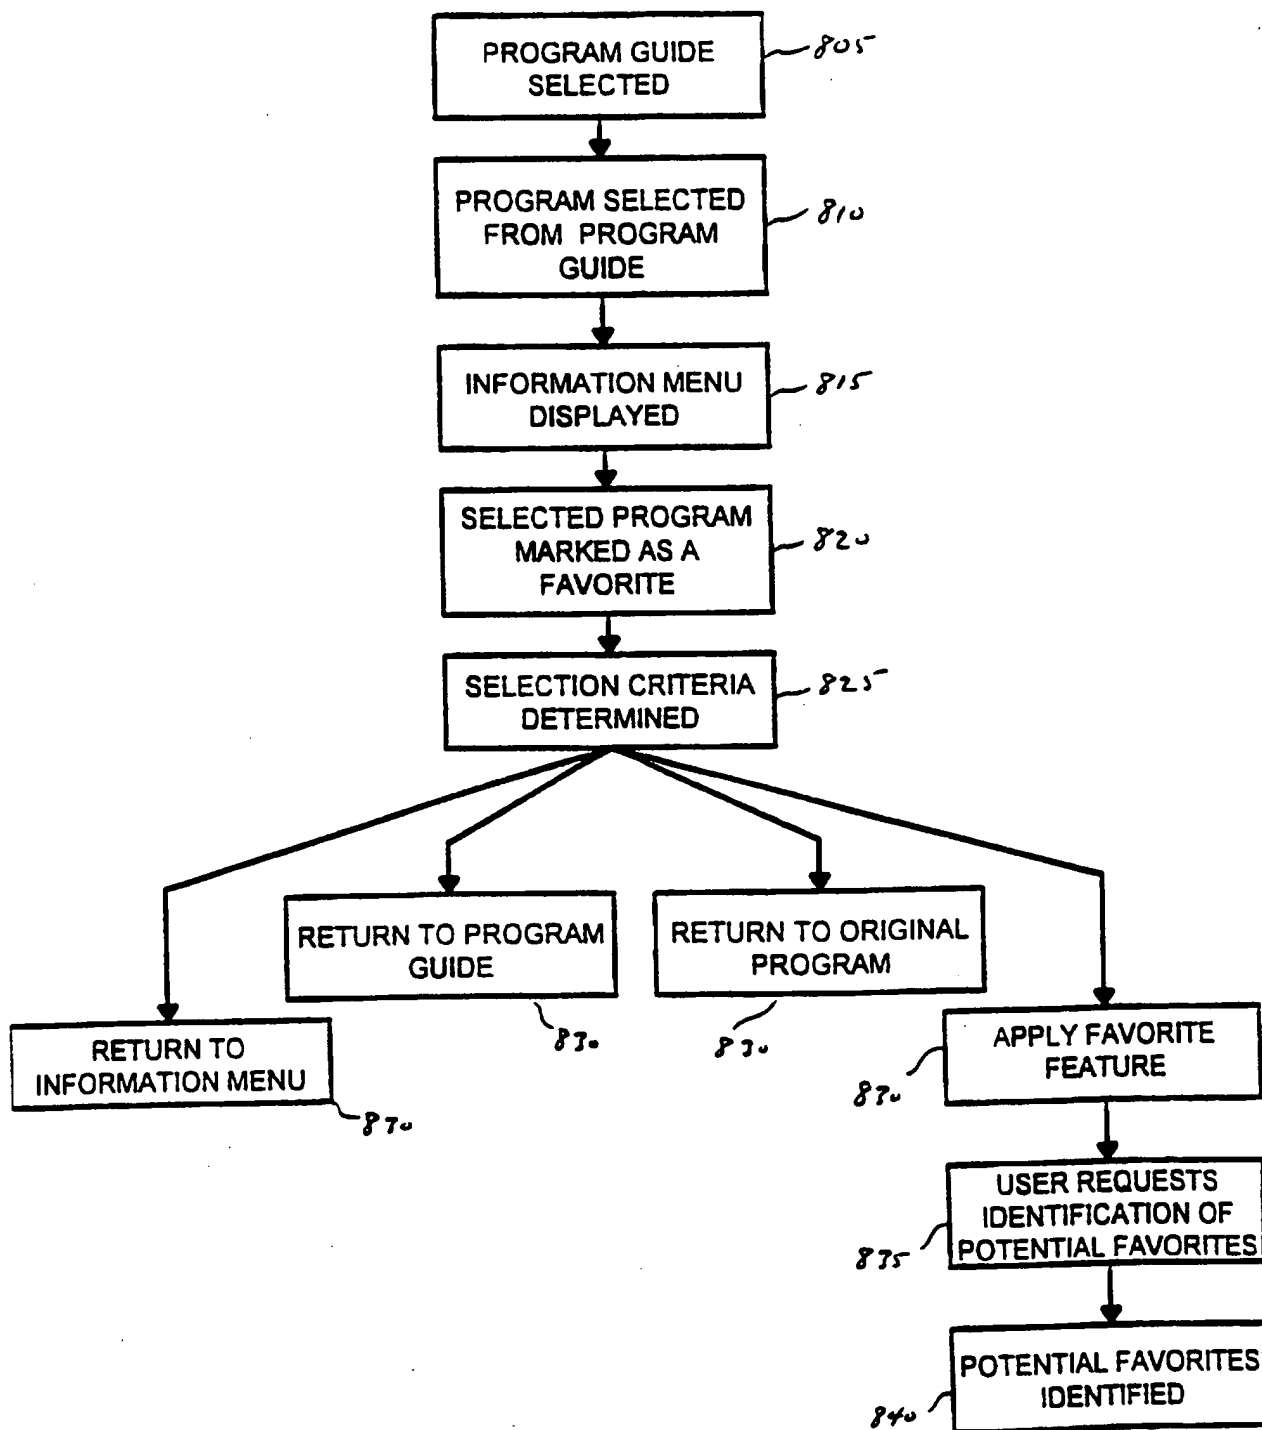 PROGRAM GUIDE
SELECTED
805
PROGRAM SELECTED
FROM PROGRAM
GUIDE
810
INFORMATION MENU
DISPLAYED
815
SELECTED PROGRAM
MARKED AS A
FAVORITE
820
SELECTION CRITERIA
DETERMINED
825
RETURN TO
INFORMATION MENU
830
RETURN TO PROGRAM
GUIDE
830
RETURN TO ORIGINAL
PROGRAM
830
APPLY FAVORITE
FEATURE
830
USER REQUESTS
IDENTIFICATION OF
POTENTIAL FAVORITES
835
POTENTIAL FAVORITES
IDENTIFIED
840